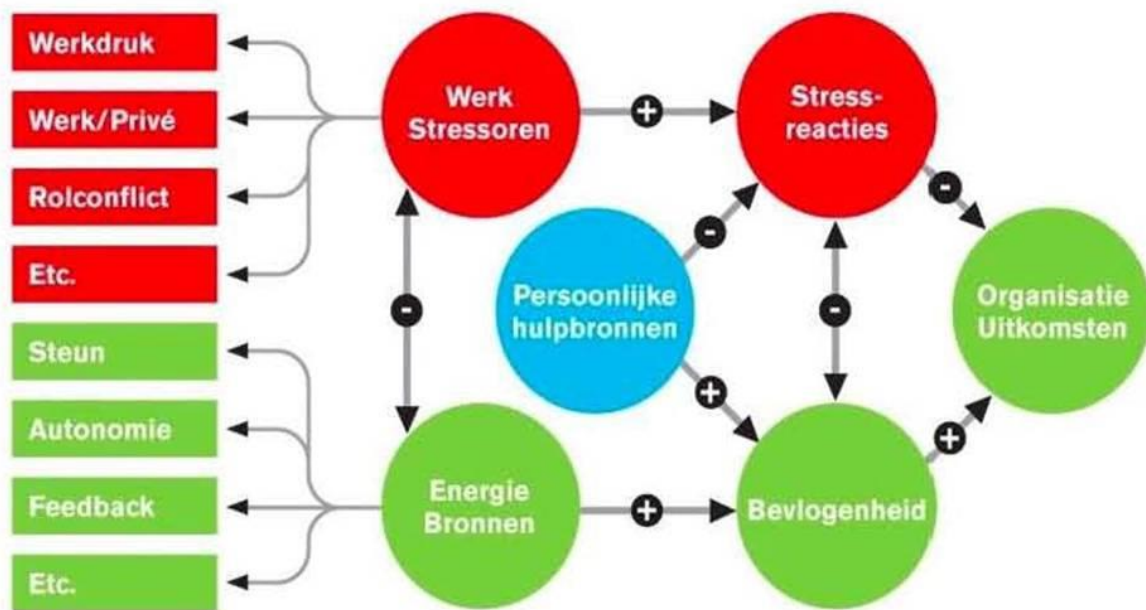 Werkdruk
Werk/Privé
Rolconflict
Etc.
Steun
Autonomie
Feedback
Etc.
Werk
Stressoren
+
Stress-
reacties
-
-
-
-
Persoonlijke
hulpbronnen
Organisatie
Uitkomsten
+
+
Energie
Bronnen
+
Bevlogenheid